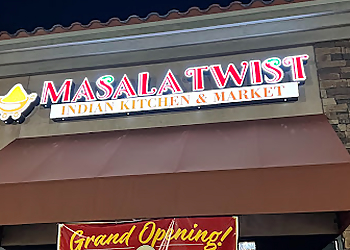 MASALA TWIST
INDIAN KITCHEN & MARKET
Grand Opening!